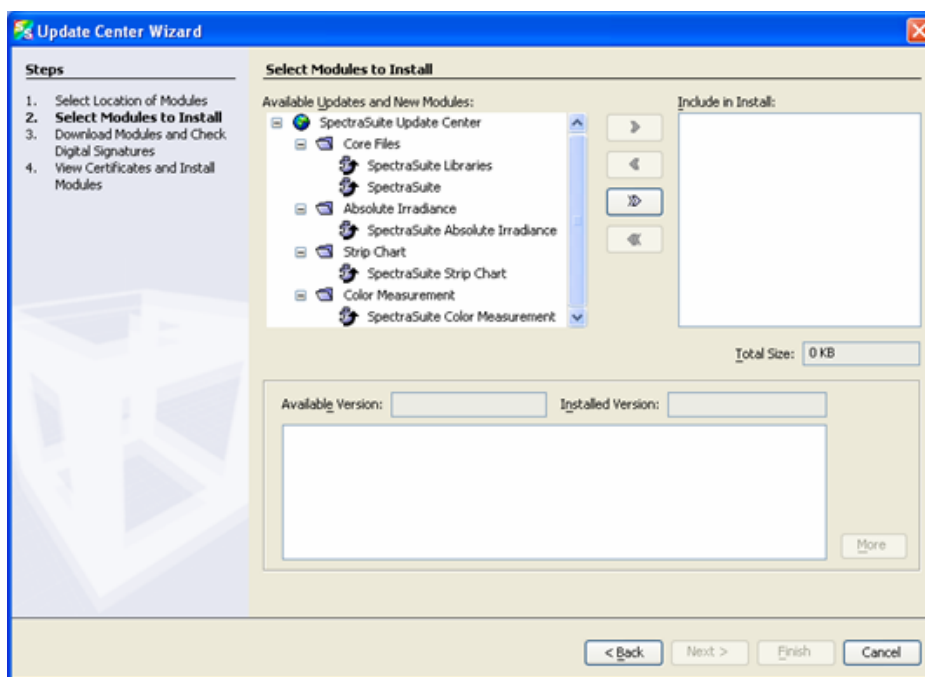 Update Center Wizard
Steps
1. Select Location of Modules
2. Select Modules to Install
3. Download Modules and Check
Digital Signatures
4. View Certificates and Install
Modules
Select Modules to Install
Available Updates and New Modules:
SpectraSuite Update Center
Core Files
SpectraSuite Libraries
SpectraSuite
Absolute Irradiance
SpectraSuite Absolute Irradiance
Strip Chart
SpectraSuite Strip Chart
Color Measurement
SpectraSuite Color Measurement
Include in Install:
Total Size: 0 KB
Available Version:
Installed Version:
More
< Back
Next >
Finish
Cancel